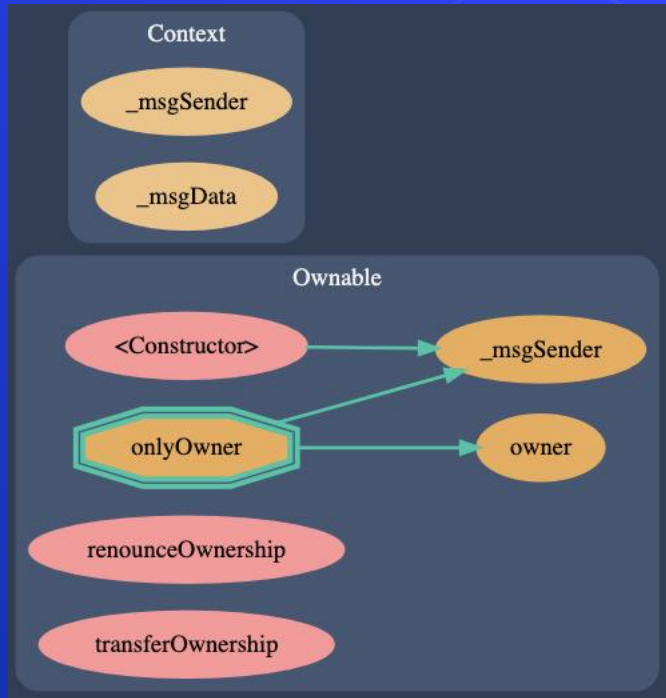 Context
_msgSender
_msgData
Ownable
<Constructor>
_msgSender
onlyOwner
owner
renounceOwnership
transferOwnership